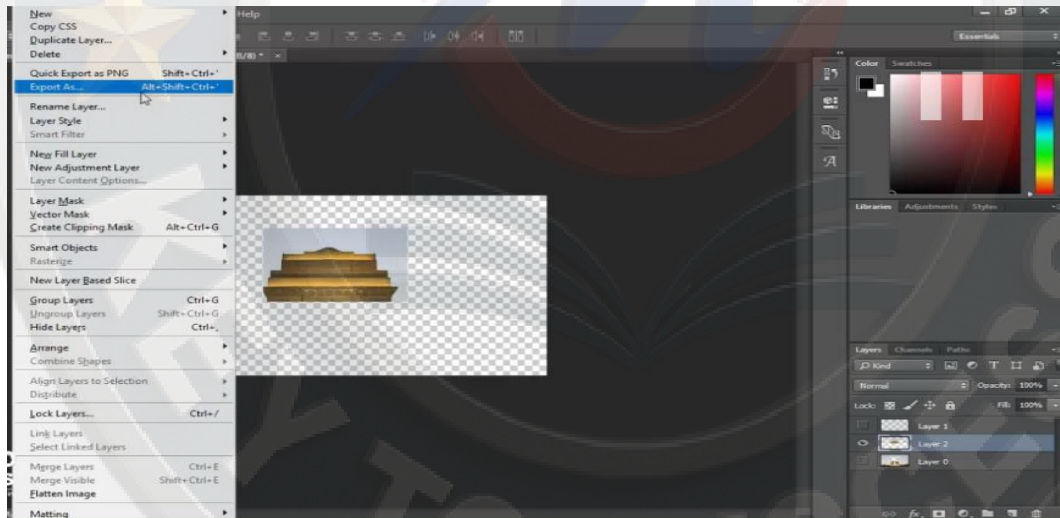 New
Help
Copy CSS
Duplicate Layer...
Delete
Essentials
Quick Export as PNG Shift+Ctrl+'
Color Swatches
Export As... Alt+Shift+Ctrl+'
Rename Layer...
Layer Style
Smart Filter
New Fill Layer
New Adjustment Layer
Layer Content Options...
Layer Mask
Vector Mask
Create Clipping Mask Alt+Ctrl+G
Libraries Adjustments Styles
Smart Objects
Rasterize
New Layer Based Slice
Group Layers Ctrl+G
Ungroup Layers Shift+Ctrl+G
Hide Layers Ctrl+,
Arrange
Combine Shapes
Align Layers to Selection
Distribute
Lock Layers... Ctrl+/
Link Layers
Select Linked Layers
Merge Layers Ctrl+E
Merge Visible Shift+Ctrl+E
Flatten Image
Matting
Layers Channels Paths
Kind
Normal Opacity: 100%
Lock: Fill: 100%
Layer 1
Layer 2
Layer 0
fx